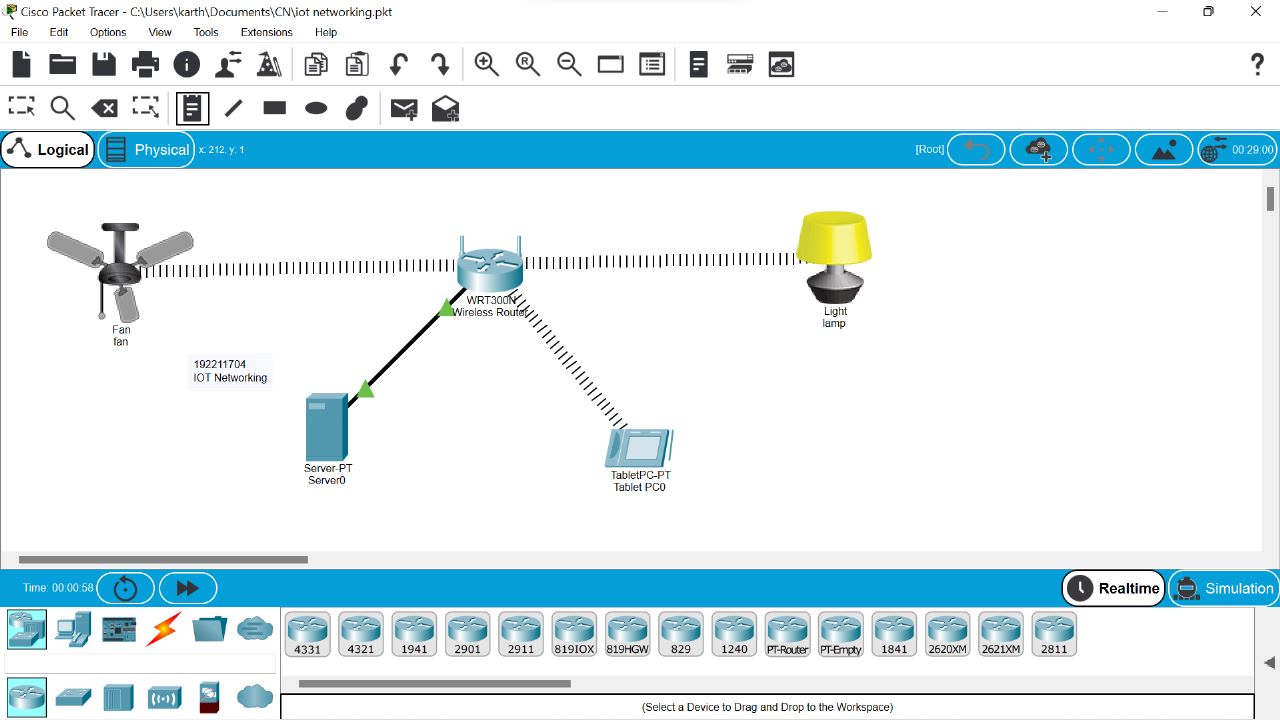 Cisco Packet Tracer - C:\Users\karth\Documents\CN\iot networking.pkt
File Edit Options View Tools Extensions Help
R
?
Logical Physical x: 212, y: 1 [Root] 00:29:00
WRT300N
Wireless Router
Fan
fan
Light
lamp
192211704
IOT Networking
Server-PT
Server0
TabletPC-PT
Tablet PC0
Time: 00:00:58 Realtime Simulation
4331 4321 1941 2901 2911 819IOX 819HGW 829 1240 PT-Router PT-Empty 1841 2620XM 2621XM 2811
(Select a Device to Drag and Drop to the Workspace)